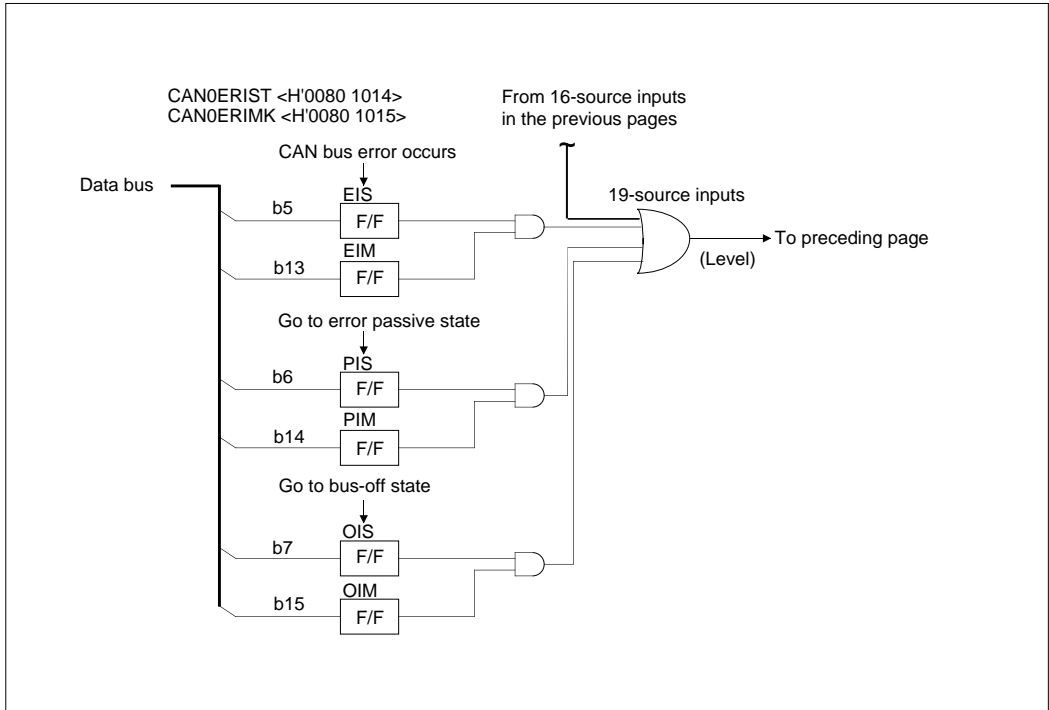 CAN0ERIST <H'0080 1014>
CAN0ERIMK <H'0080 1015>
From 16-source inputs
in the previous pages
CAN bus error occurs
Data bus
19-source inputs
b5
EIS
F/F
To preceding page
(Level)
b13
EIM
F/F
Go to error passive state
b6
PIS
F/F
b14
PIM
F/F
Go to bus-off state
b7
OIS
F/F
b15
OIM
F/F